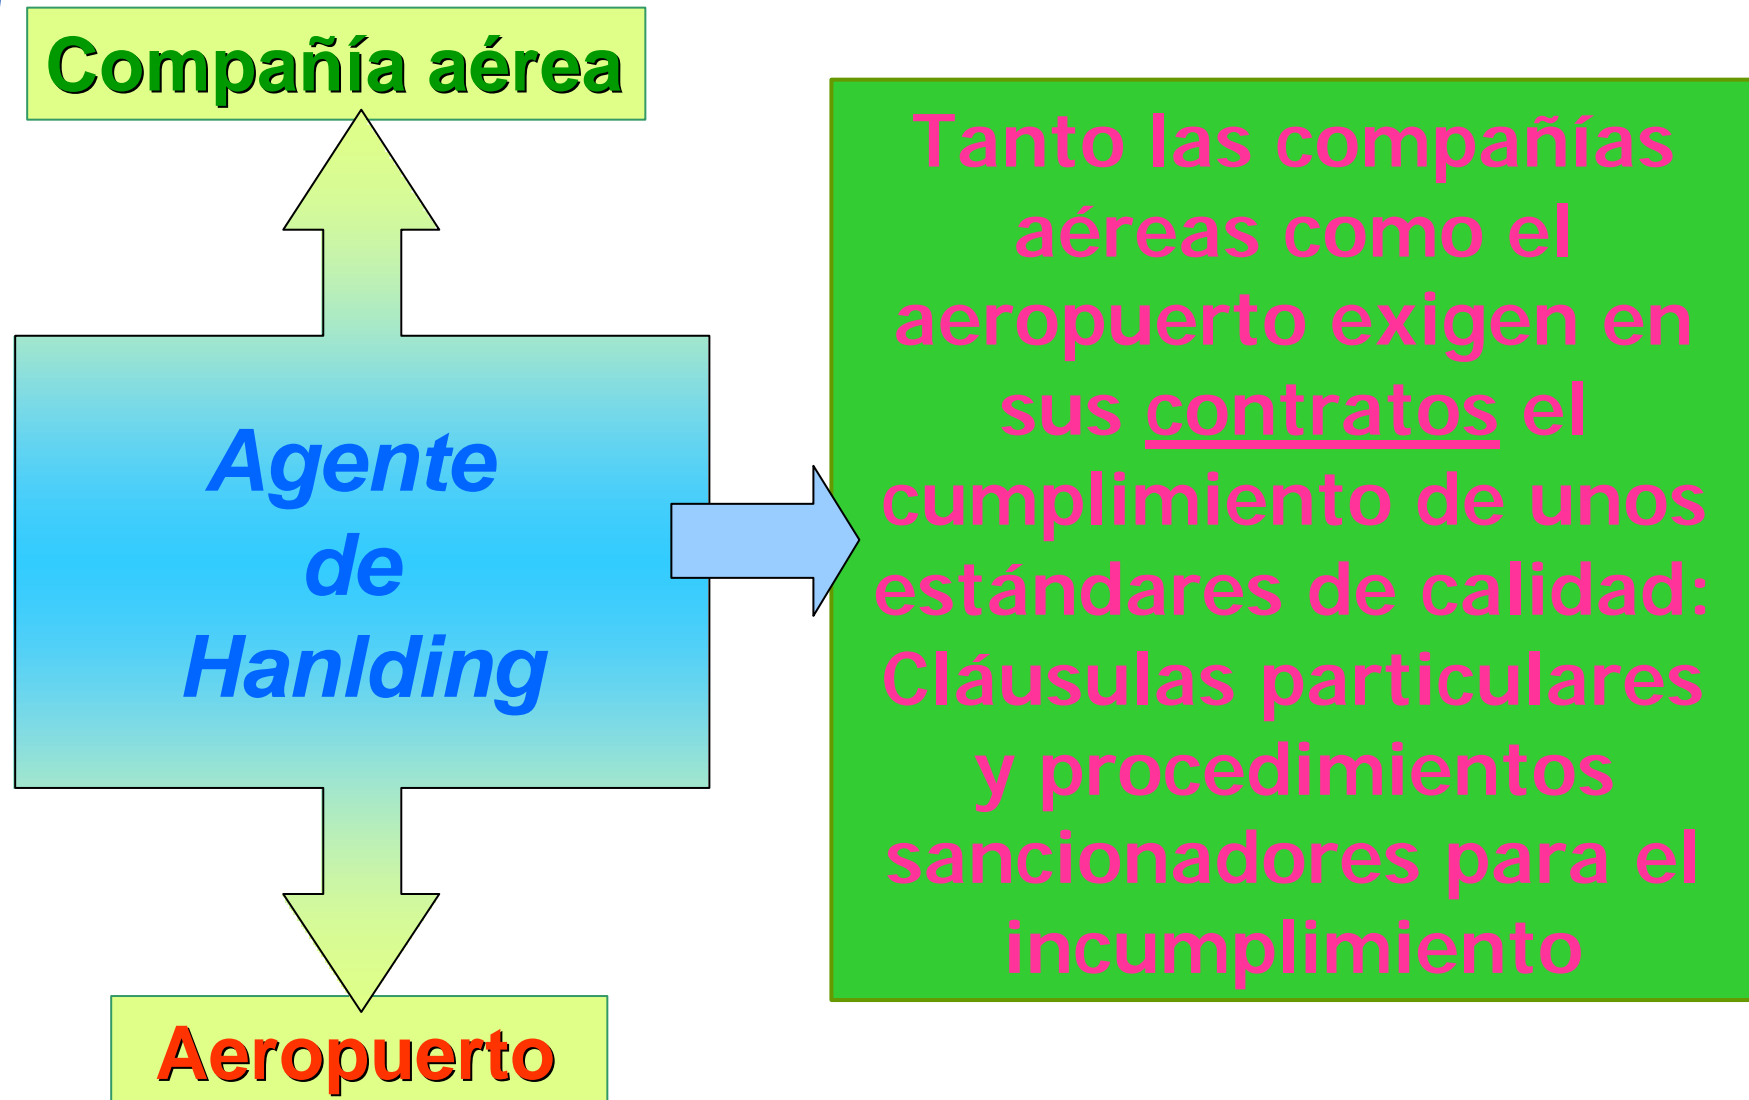 Compañía aérea
Agente
de
Hanlding
Aeropuerto
Tanto las compañías
aéreas como el
aeropuerto exigen en
sus contratos el
cumplimiento de unos
estándares de calidad:
Cláusulas particulares
y procedimientos
sancionadores para el
incumplimiento